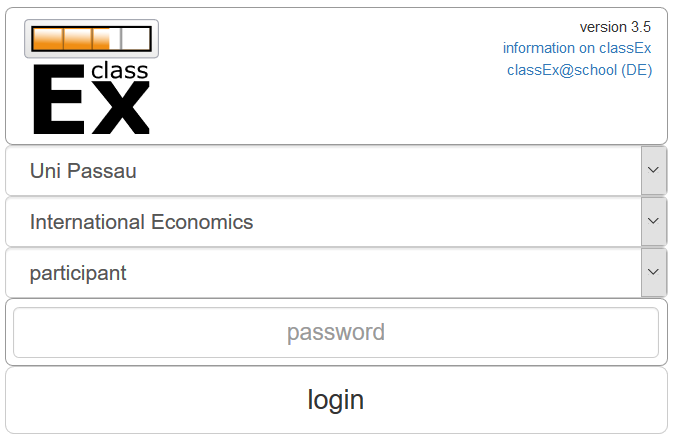 version 3.5
information on classEx
classEx@school (DE)
class
Ex
Uni Passau
International Economics
participant
password
login